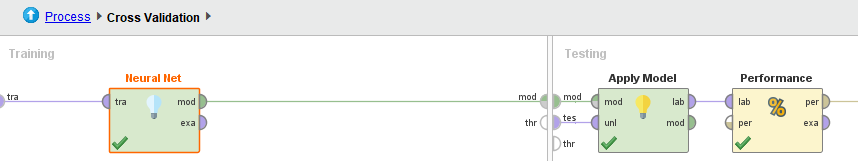 Process Cross Validation
Training
Testing
Neural Net
Apply Model
Performance
tra
tra
mod
exa
mod
thr
mod
tes
thr
mod
unl
lab
mod
lab
per
%
per
exa